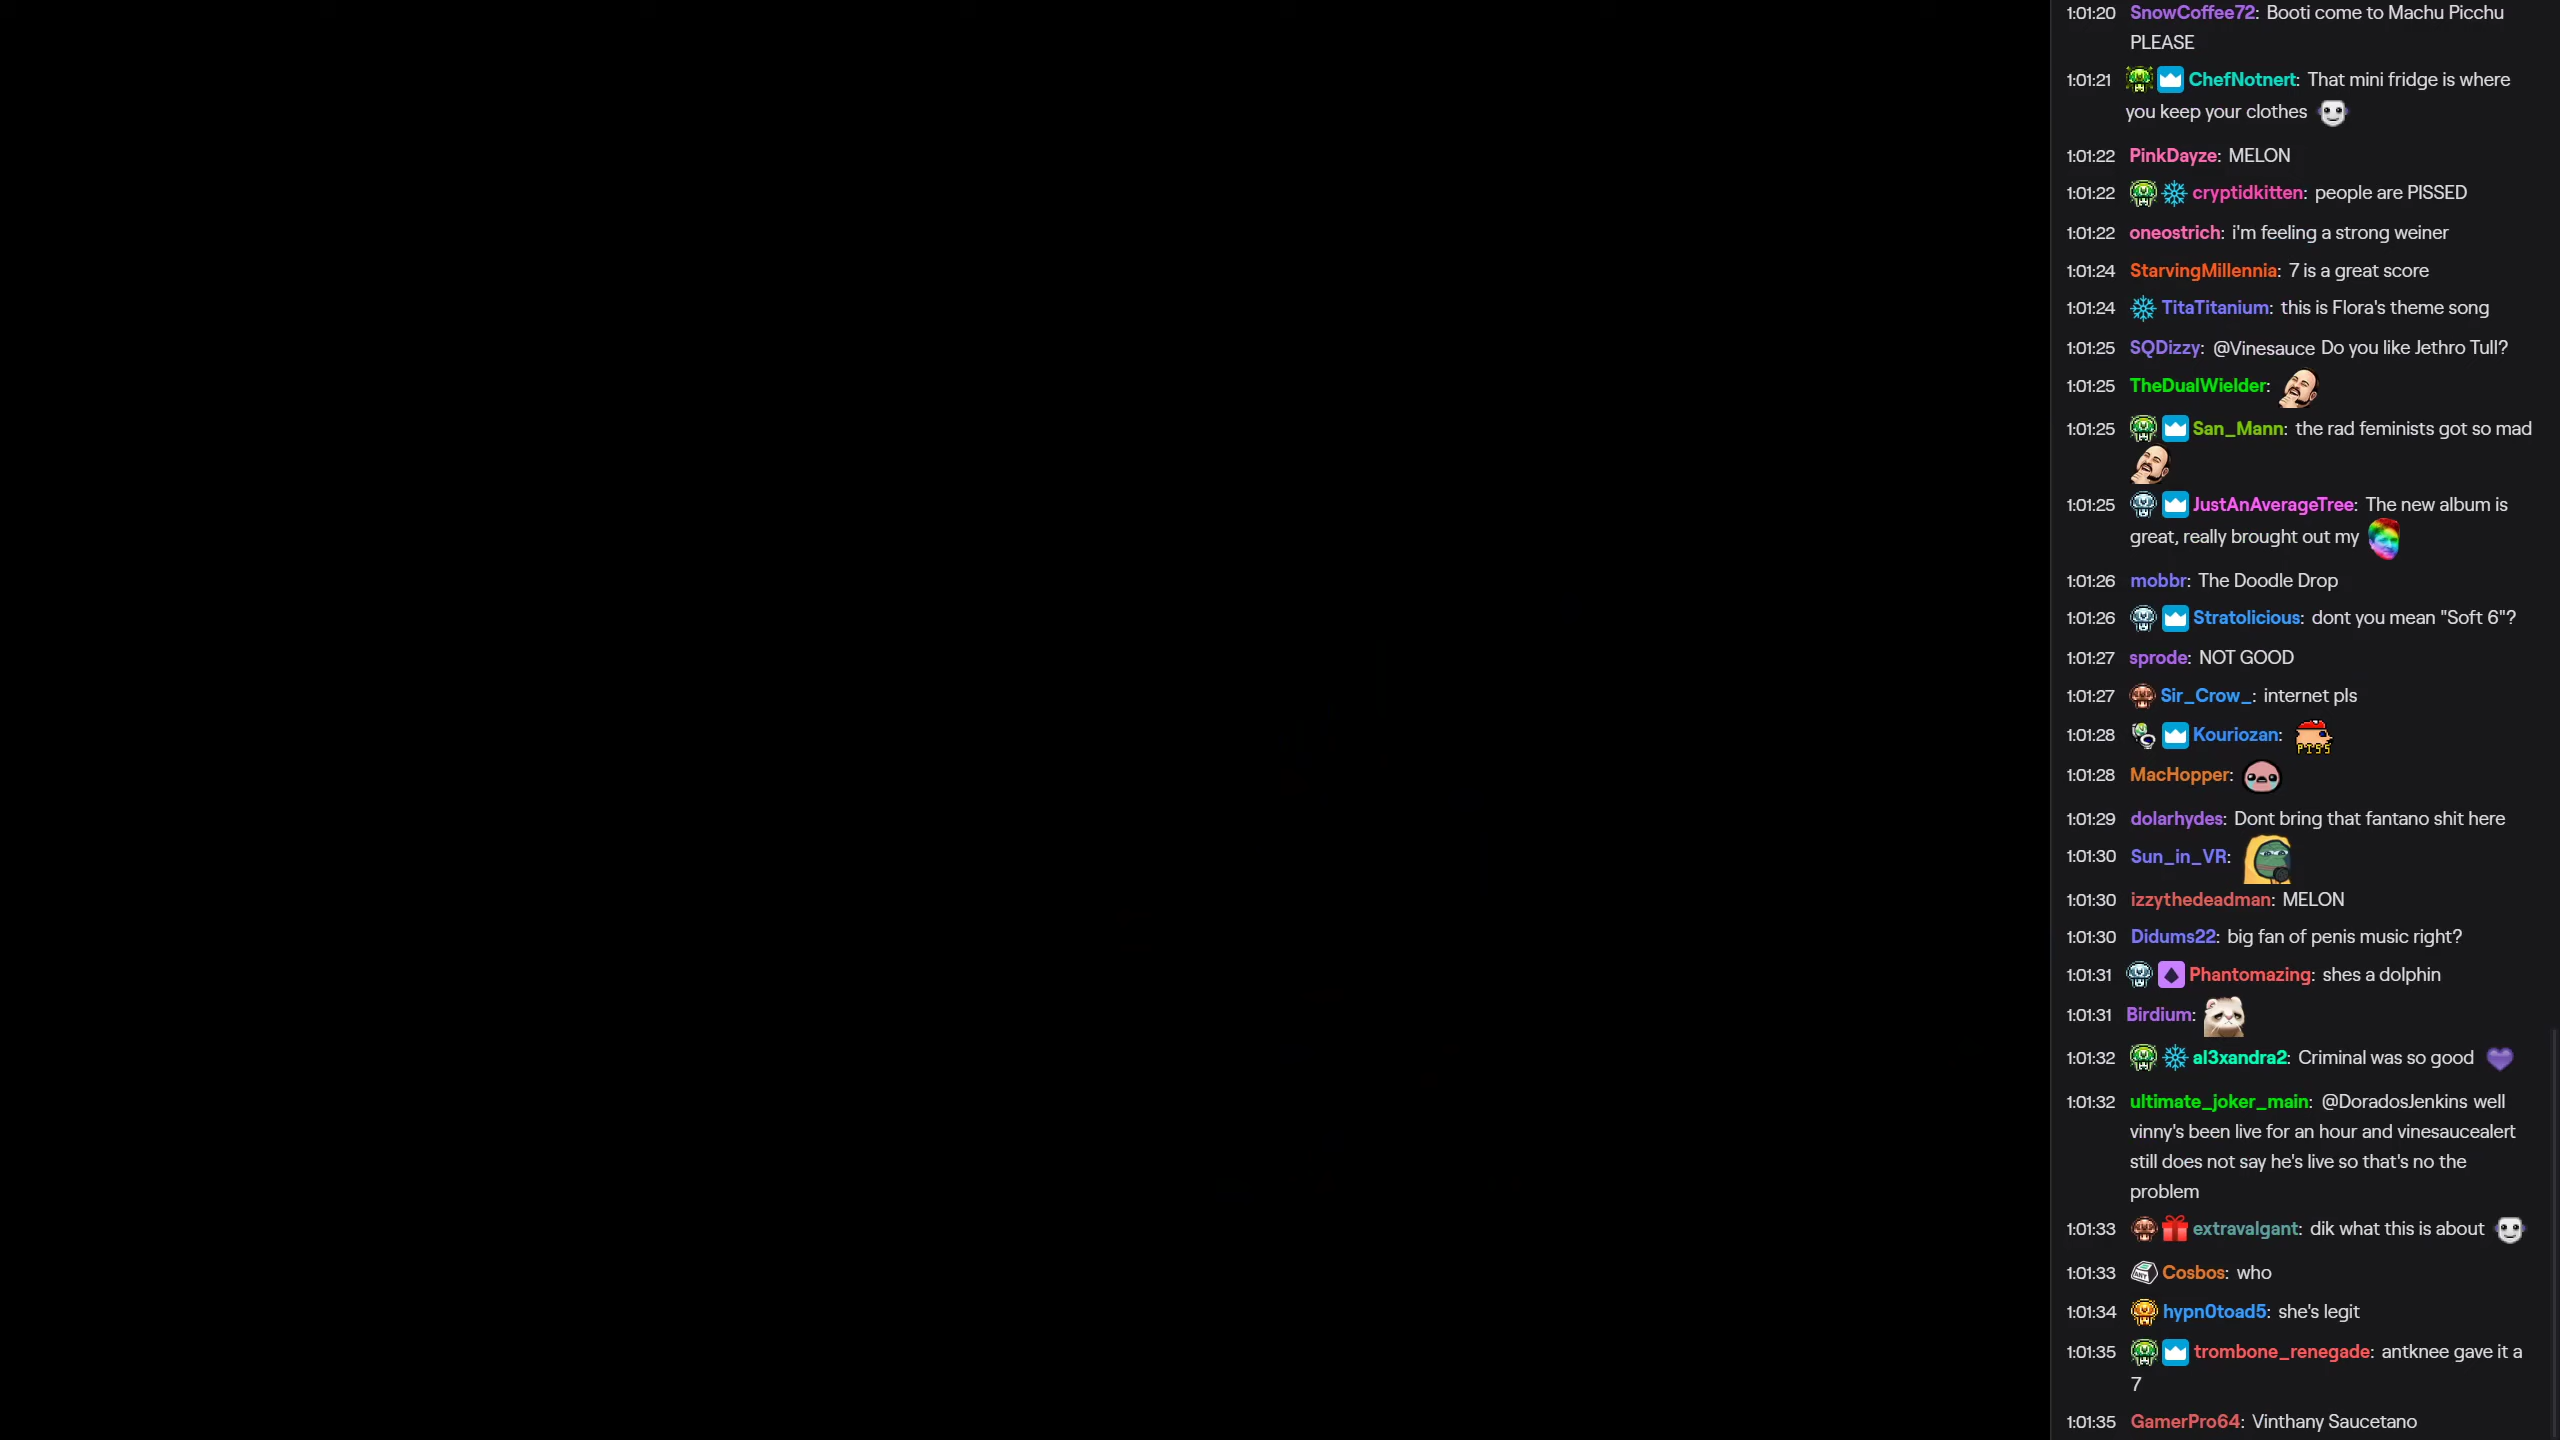 1:01:20 SnowCoffee72: Booti come to Machu Picchu
PLEASE
1:01:21 ChefNotnert: That mini fridge is where
you keep your clothes
1:01:22 PinkDayze: MELON
1:01:22 cryptidkitten: people are PISSED
1:01:22 oneostrich: i'm feeling a strong weiner
1:01:24 StarvingMillennia: 7 is a great score
1:01:24 TitaTitanium: this is Flora's theme song
1:01:25 SQDizzy: @Vinesauce Do you like Jethro Tull?
1:01:25 TheDualWielder:
1:01:25 San_Mann: the rad feminists got so mad
1:01:25 JustAnAverageTree: The new album is
great, really brought out my
1:01:26 mobbr: The Doodle Drop
1:01:26 Stratolicious: dont you mean "Soft 6"?
1:01:27 sprode: NOT GOOD
1:01:27 Sir_Crow_: internet pls
1:01:28 Kouriozan: PISS
1:01:28 MacHopper:
1:01:29 dolarhydes: Dont bring that fantano shit here
1:01:30 Sun_in_VR:
1:01:30 izzythedeadman: MELON
1:01:30 Didums22: big fan of penis music right?
1:01:31 Phantomazing: shes a dolphin
1:01:31 Birdium:
1:01:32 al3xandra2: Criminal was so good
1:01:32 ultimate_joker_main: @DoradosJenkins well
vinny's been live for an hour and vinesaucealert
still does not say he's live so that's no the
problem
1:01:33 extravalgant: dik what this is about
1:01:33 Cosbos: who
1:01:34 hypn0toad5: she's legit
1:01:35 trombone_renegade: antknee gave it a
7
1:01:35 GamerPro64: Vinthany Saucetano